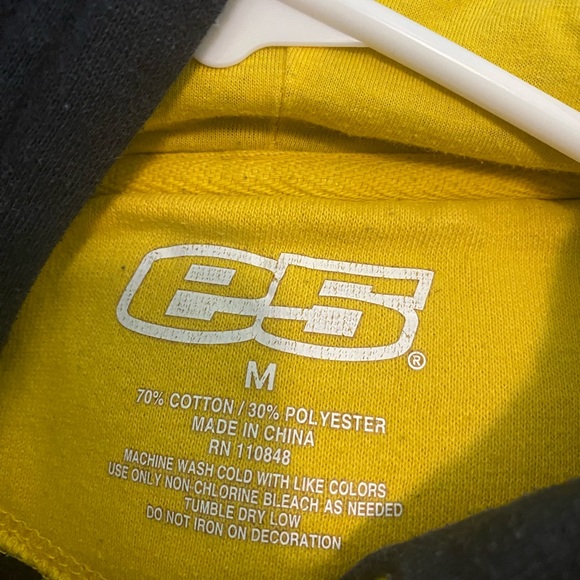 e5®
M
70% COTTON / 30% POLYESTER
MADE IN CHINA
RN 110848
MACHINE WASH COLD WITH LIKE COLORS
USE ONLY NON-CHLORINE BLEACH AS NEEDED
TUMBLE DRY LOW
DO NOT IRON ON DECORATION